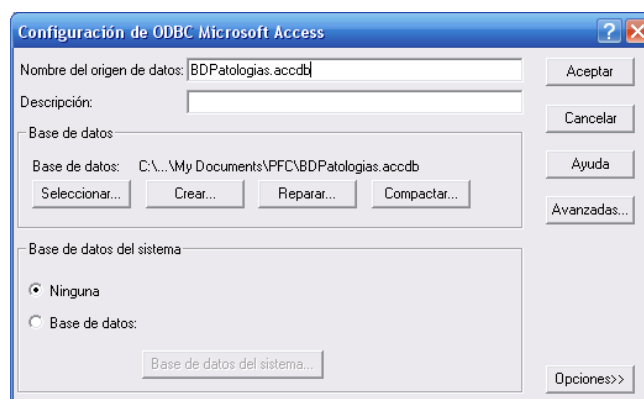 Configuración de ODBC Microsoft Access
Nombre del origen de datos: BDPatologias.accdb
Aceptar
Descripción:
Cancelar
Base de datos
Base de datos: C:\...\My Documents\PFC\BDPatologias.accdb
Ayuda
Seleccionar... Crear... Reparar... Compactar...
Avanzadas...
Base de datos del sistema
Ninguna
Base de datos:
Base de datos del sistema...
Opciones>>